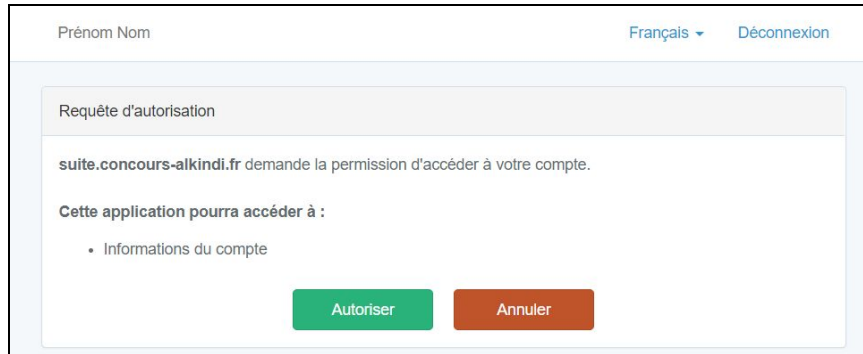 Prénom Nom Français Déconnexion
Requête d'autorisation
suite.concours-alkindi.fr demande la permission d'accéder à votre compte.
Cette application pourra accéder à :
• Informations du compte
Autoriser Annuler